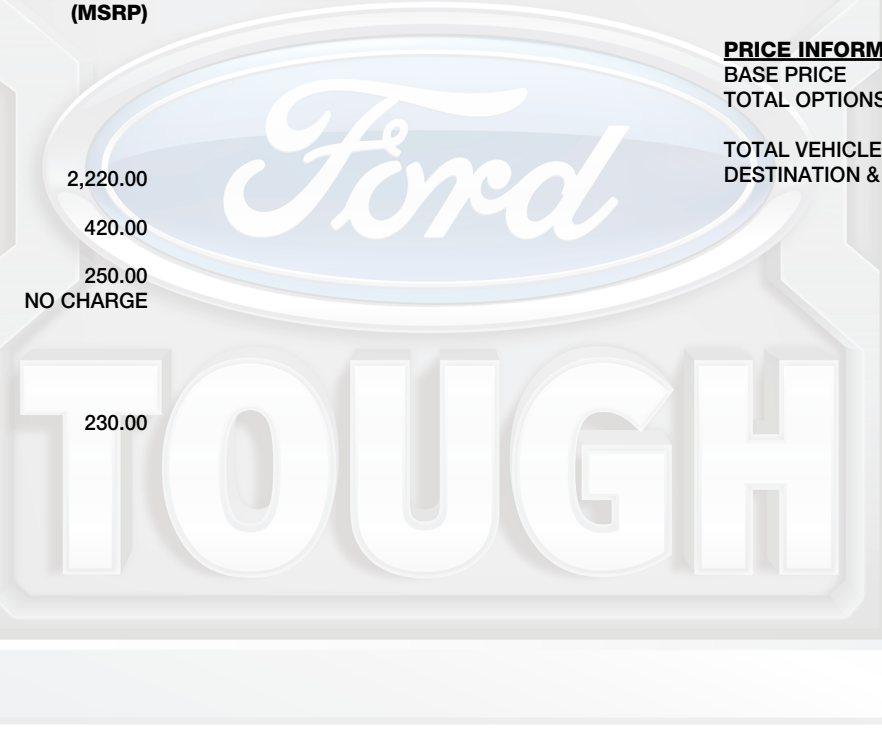 (MSRP)
PRICE INFORM
BASE PRICE
TOTAL OPTIONS
TOTAL VEHICLE
DESTINATION &
2,220.00
420.00
250.00
NO CHARGE
230.00
Ford
TOUGH